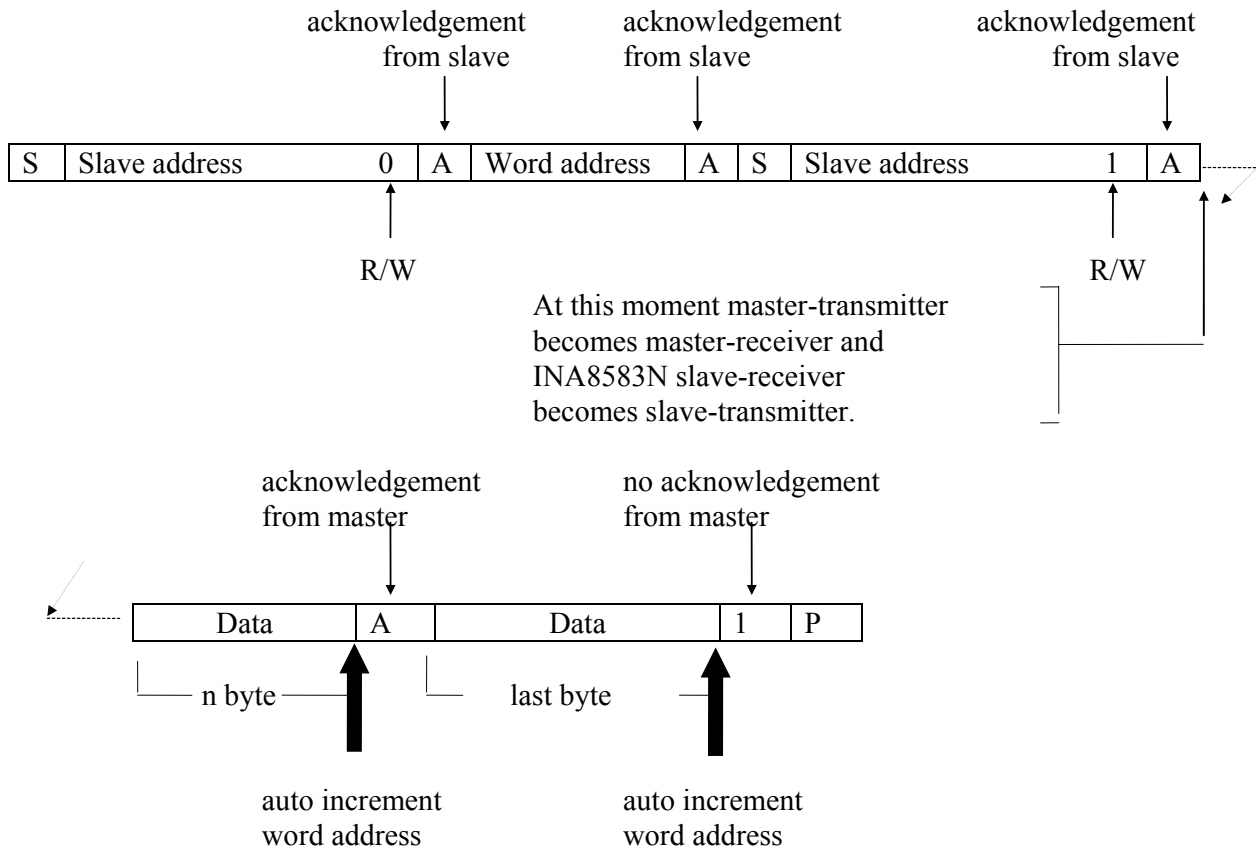 acknowledgement
from slave
acknowledgement
from slave
acknowledgement
from slave
S Slave address 0 A Word address A S Slave address 1 A
R/W
R/W
At this moment master-transmitter
becomes master-receiver and
INA8583N slave-receiver
becomes slave-transmitter.
acknowledgement
from master
no acknowledgement
from master
Data A Data 1 P
n byte
last byte
auto increment
word address
auto increment
word address